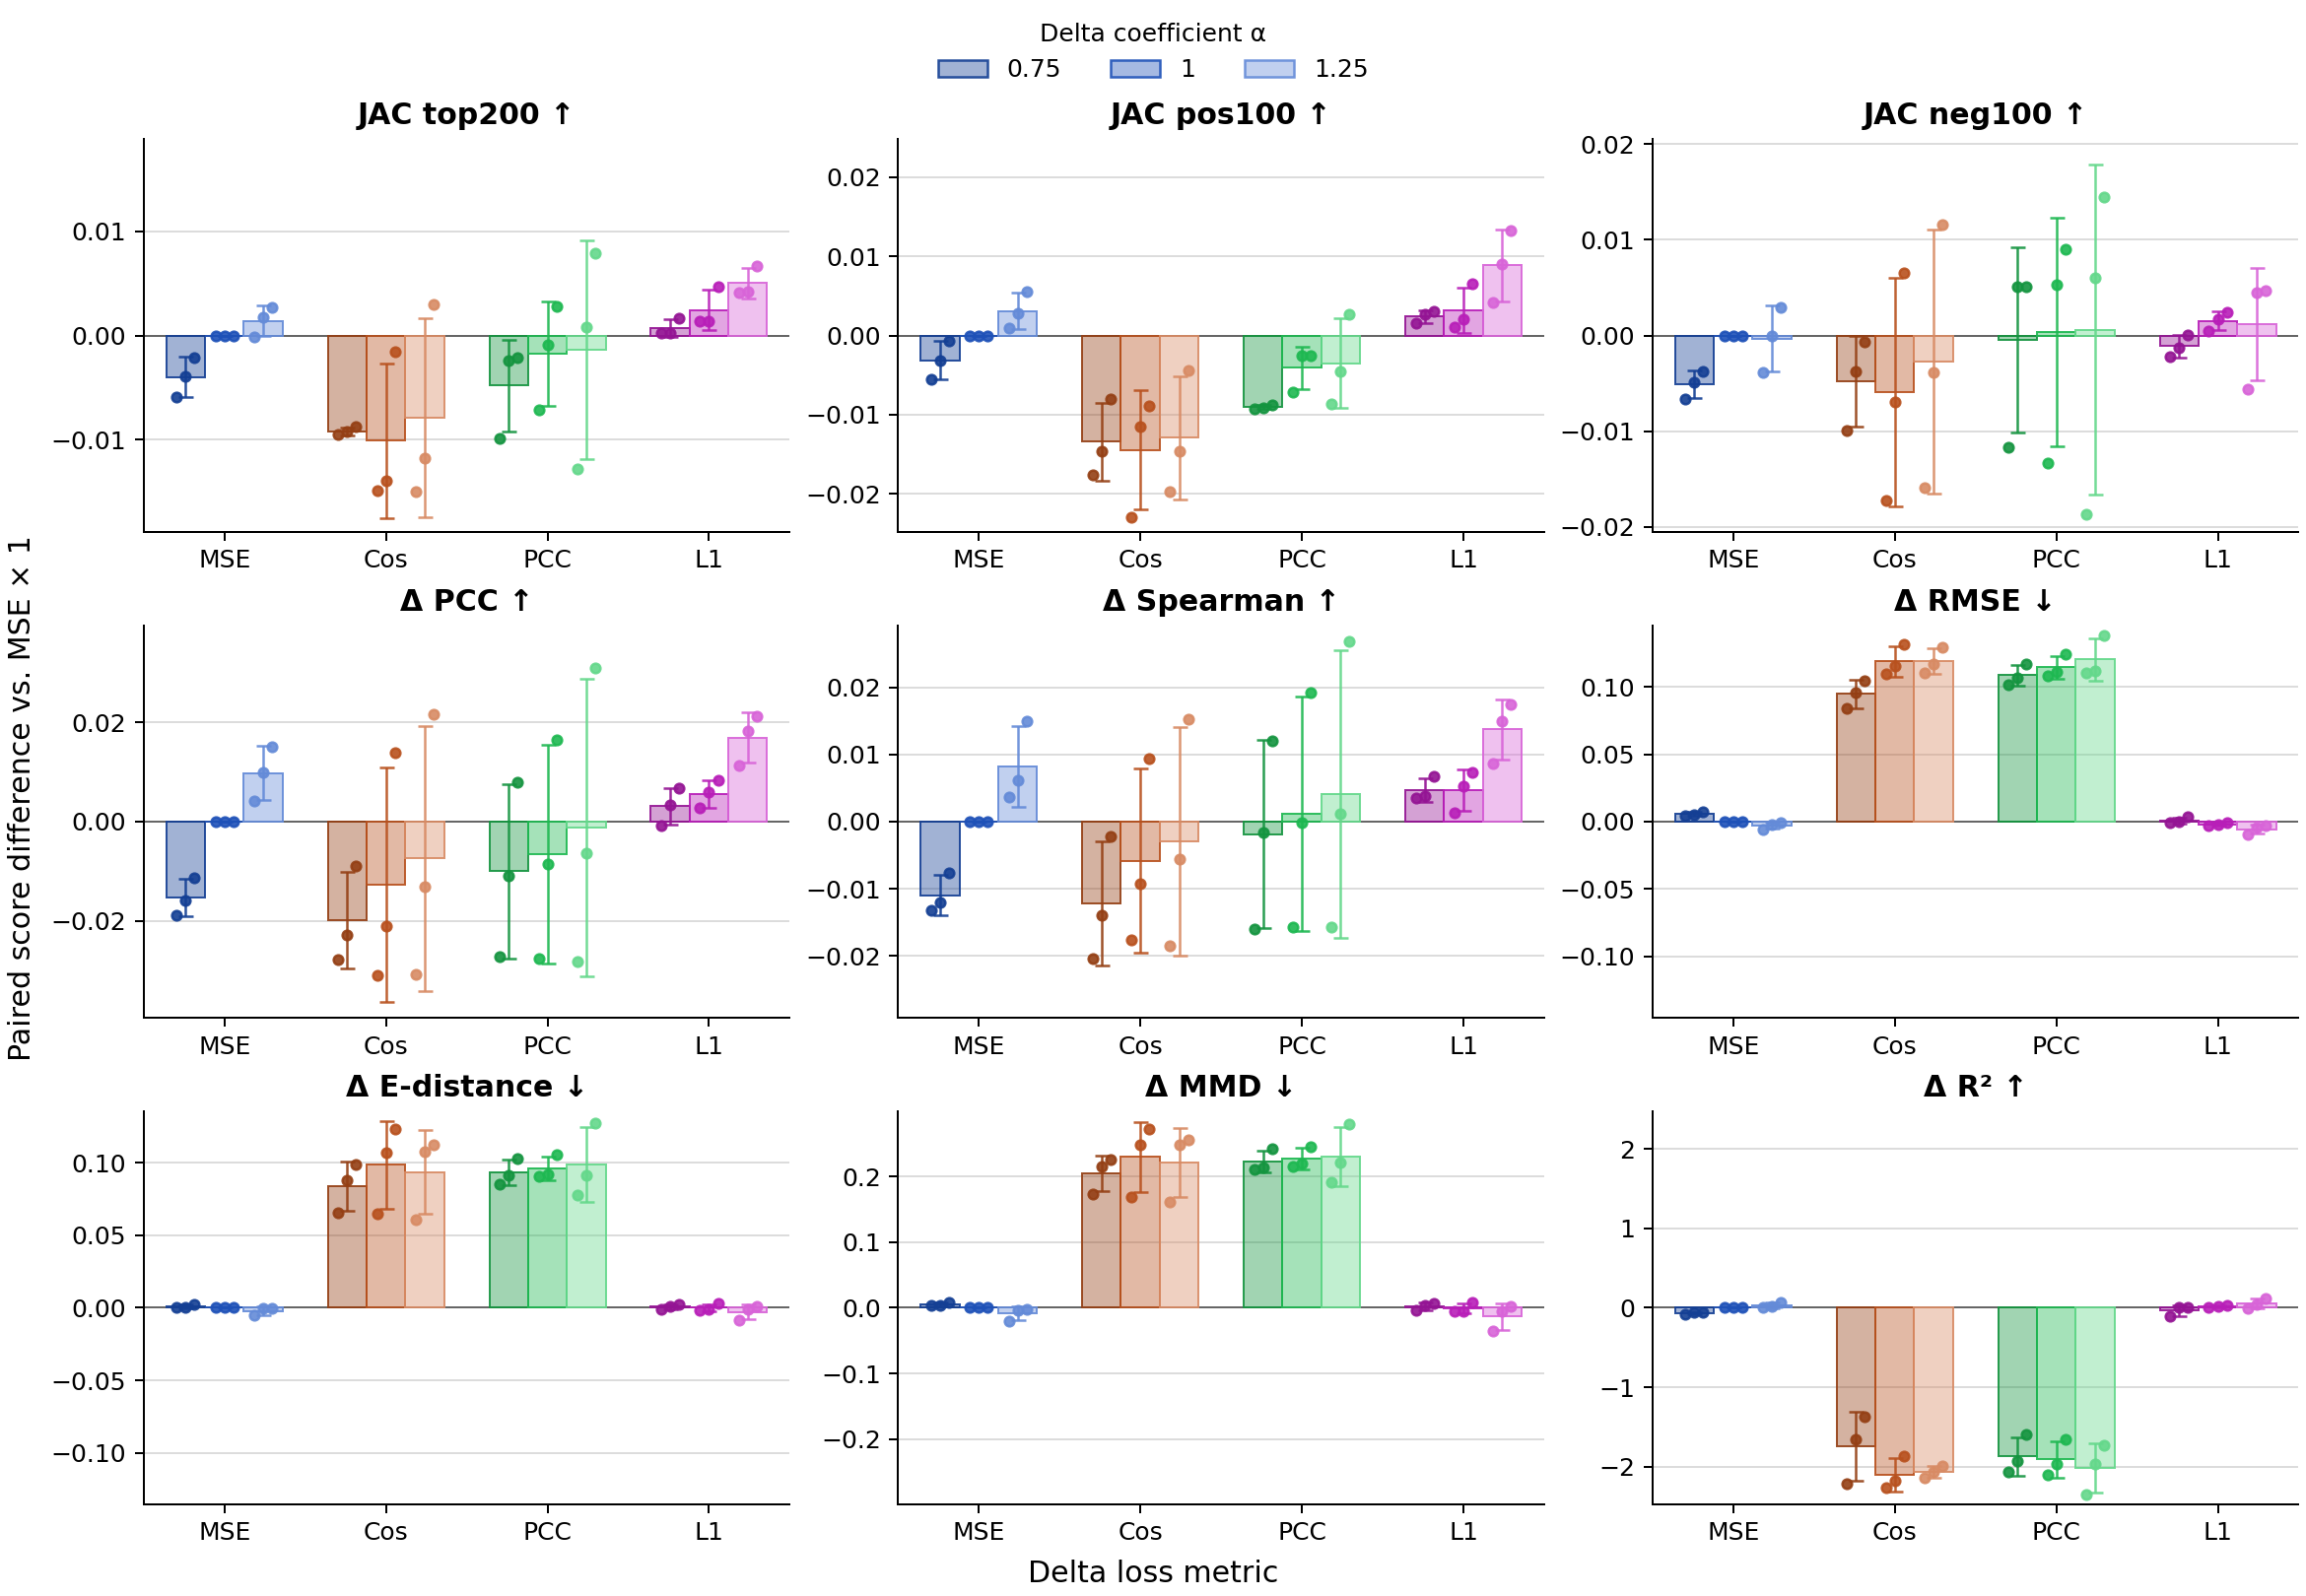 Delta coefficient α
0.75 1 1.25
JAC top200 ↑
0.01
0.00
−0.01
MSE Cos PCC L1
JAC pos100 ↑
0.02
0.01
0.00
−0.01
−0.02
MSE Cos PCC L1
JAC neg100 ↑
0.02
0.01
0.00
−0.01
−0.02
MSE Cos PCC L1
Paired score difference vs. MSE × 1
Δ PCC ↑
0.02
0.00
−0.02
MSE Cos PCC L1
Δ Spearman ↑
0.02
0.01
0.00
−0.01
−0.02
MSE Cos PCC L1
Δ RMSE ↓
0.10
0.05
0.00
−0.05
−0.10
MSE Cos PCC L1
Δ E-distance ↓
0.10
0.05
0.00
−0.05
−0.10
MSE Cos PCC L1
Δ MMD ↓
0.2
0.1
0.0
−0.1
−0.2
MSE Cos PCC L1
Δ R² ↑
2
1
0
−1
−2
MSE Cos PCC L1
Delta loss metric